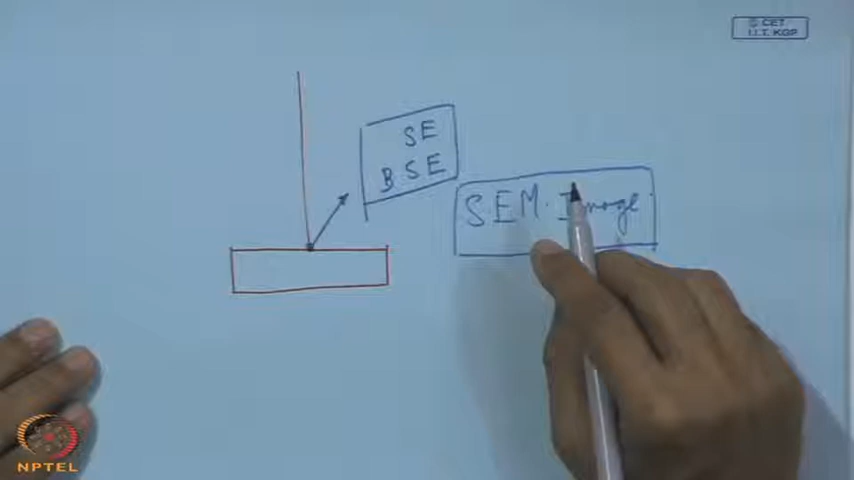 © CET
I.I.T. KGP
SE
BSE
SEM. Image
NPTEL